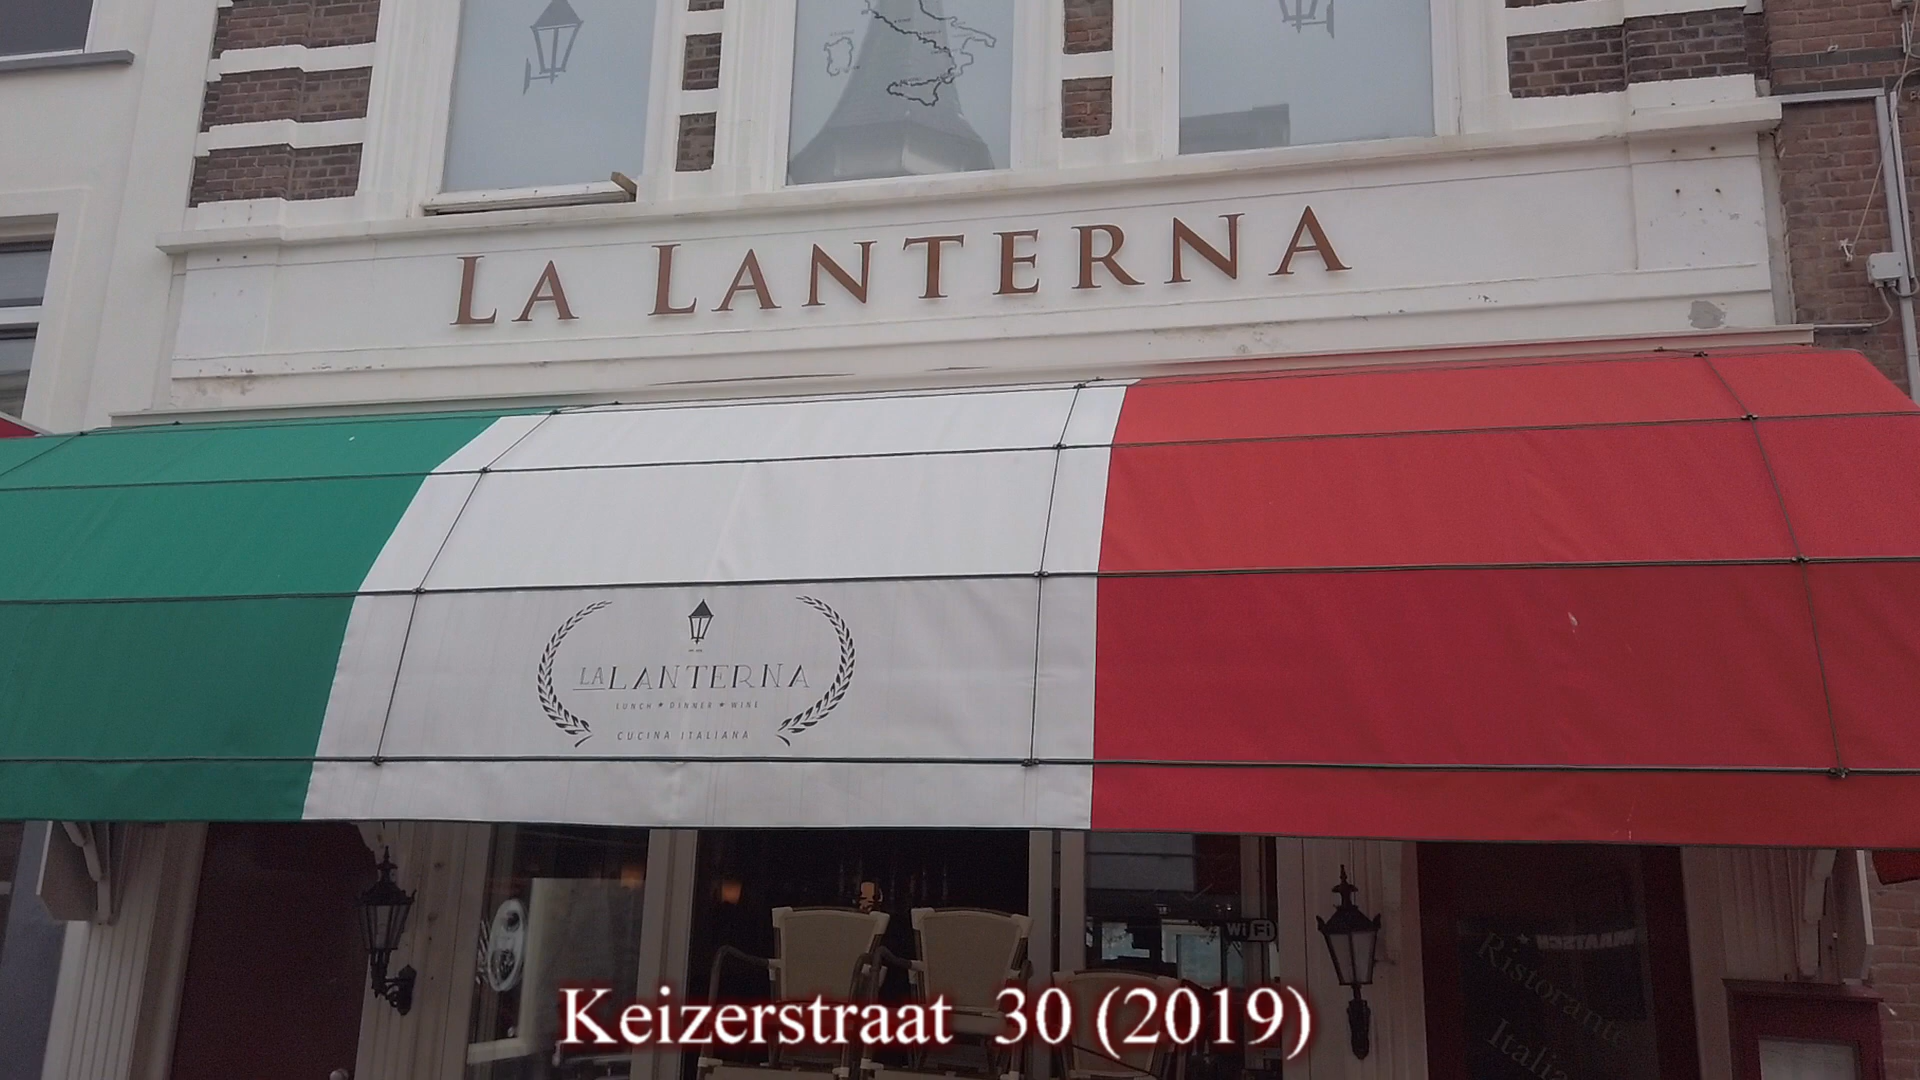 LA LANTERNA
LA LANTERNA
LUNCH * DINNER * WINE
CUCINA ITALIANA
WiFi
Ristorante
Keizerstraat 30 (2019)